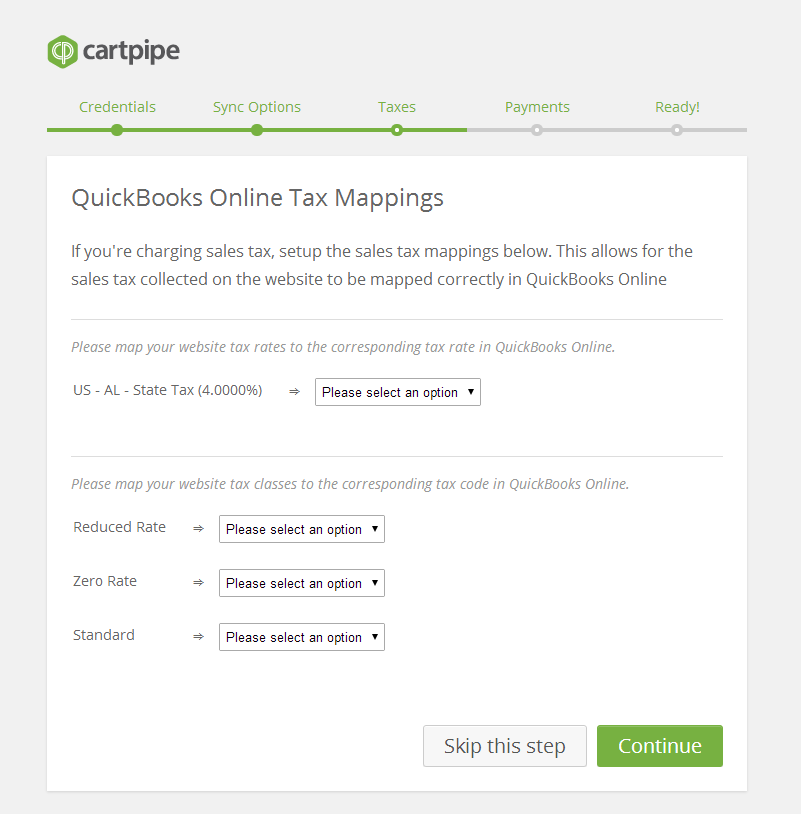 cartpipe
Credentials Sync Options Taxes Payments Ready!
QuickBooks Online Tax Mappings
If you're charging sales tax, setup the sales tax mappings below. This allows for the
sales tax collected on the website to be mapped correctly in QuickBooks Online
Please map your website tax rates to the corresponding tax rate in QuickBooks Online.
US - AL - State Tax (4.0000%) ⇒ Please select an option ▾
Please map your website tax classes to the corresponding tax code in QuickBooks Online.
Reduced Rate ⇒ Please select an option ▾
Zero Rate ⇒ Please select an option ▾
Standard ⇒ Please select an option ▾
Skip this step Continue